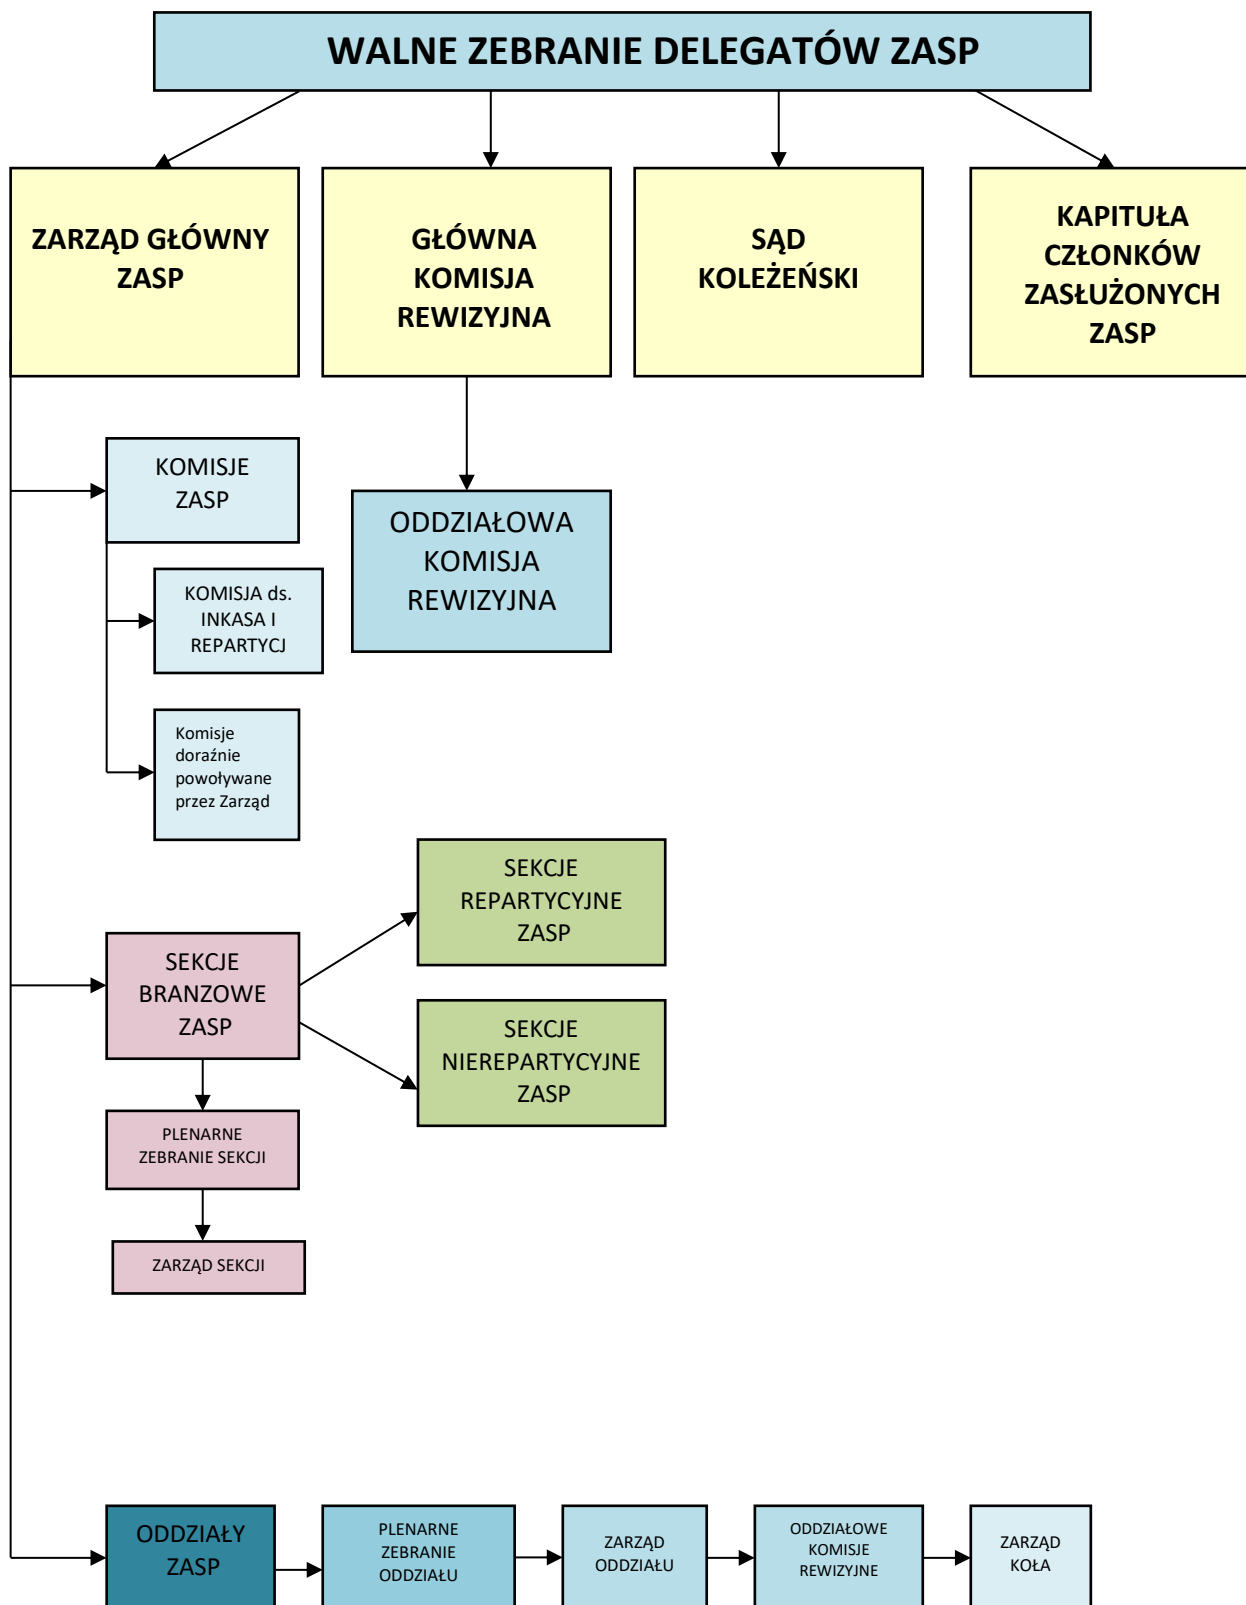 WALNE ZEBRANIE DELEGATÓW ZASP
ZARZĄD GŁÓWNY
ZASP
GŁÓWNA
KOMISJA
REWIZYJNA
SĄD
KOLEŻEŃSKI
KAPITUŁA
CZŁONKÓW
ZASŁUŻONYCH
ZASP
KOMISJE
ZASP
ODDZIAŁOWA
KOMISJA
REWIZYJNA
KOMISJA ds.
INKASA I
REPARTYCJ
Komisje
doraźnie
powoływane
przez Zarząd
SEKCJE
REPARTYCYJNE
ZASP
SEKCJE
BRANZOWE
ZASP
SEKCJE
NIEREPARTYCYJNE
ZASP
PLENARNE
ZEBRANIE SEKCJI
ZARZĄD SEKCJI
ODDZIAŁY
ZASP
PLENARNE
ZEBRANIE
ODDZIAŁU
ZARZĄD
ODDZIAŁU
ODDZIAŁOWE
KOMISJE
REWIZYJNE
ZARZĄD
KOŁA